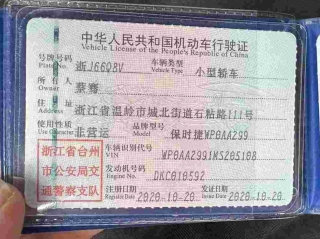 中华人民共和国机动车行驶证
Vehicle License of the People's Republic of China
号牌号码 浙J66Q8V 车辆类型 小型轿车
Plate No. Vehicle Type
所有人 蔡
Owner
住址 浙江省温岭市城北街道石粘路111号
Address
使用性质 非营运 品牌型号 保时捷WP0AA299
Use Character Model
浙江省台州
市公安局交
通警察支队
车辆识别代号 WP0AA2991KS205108
VIN
发动机号码 DKC010592
Engine No.
注册日期 2020-10-20 发证日期 2020-10-20
Register Date Issue Date